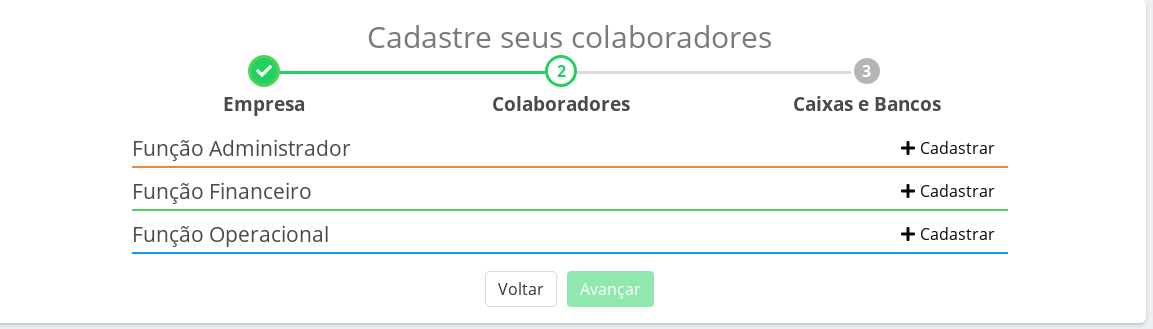 Cadastre seus colaboradores
2
3
Empresa
Colaboradores
Caixas e Bancos
Função Administrador
Cadastrar
Função Financeiro
Cadastrar
Função Operacional
Cadastrar
Voltar
Avançar